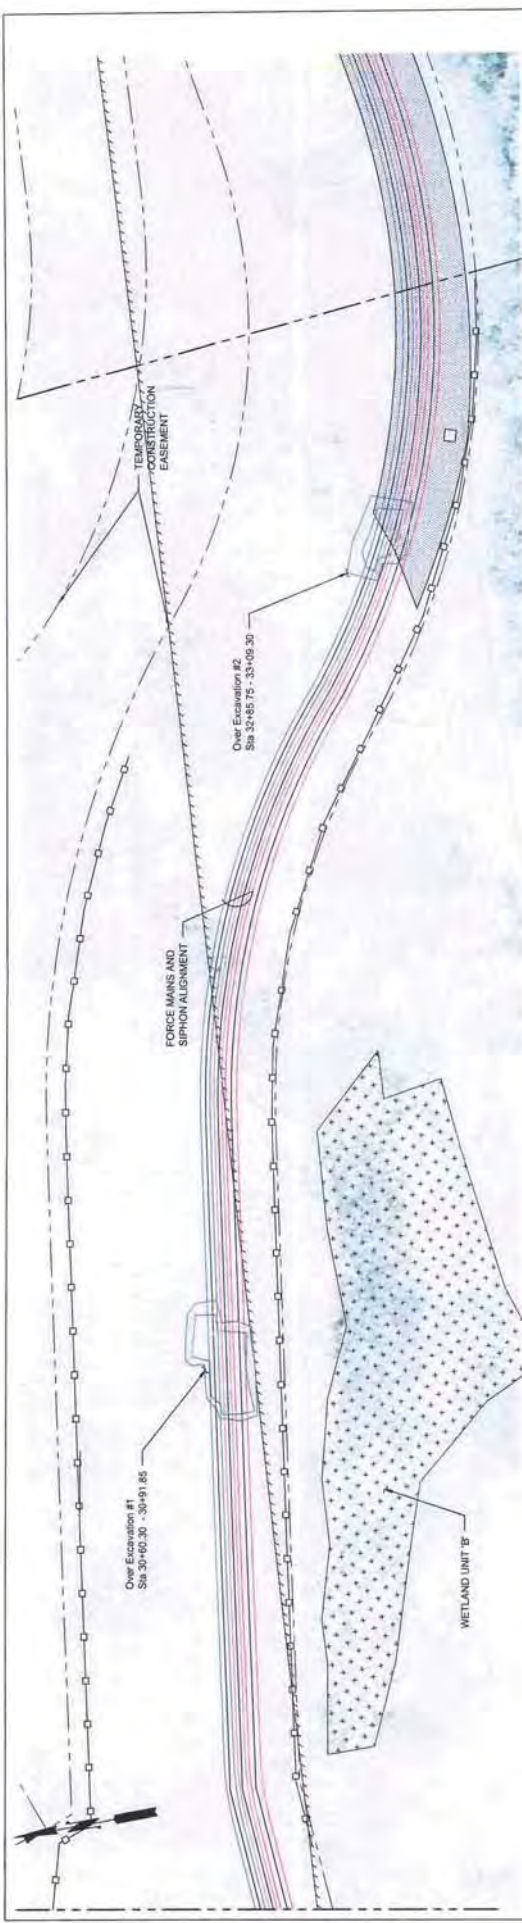 TEMPORARY
CONSTRUCTION
EASEMENT
Over Excavation #2
Sta 32+85.75 - 33+09.30
FORCE MAINS AND
SIPHON ALIGNMENT
Over Excavation #1
Sta 30+60.30 - 30+91.85
WETLAND UNIT 'B'